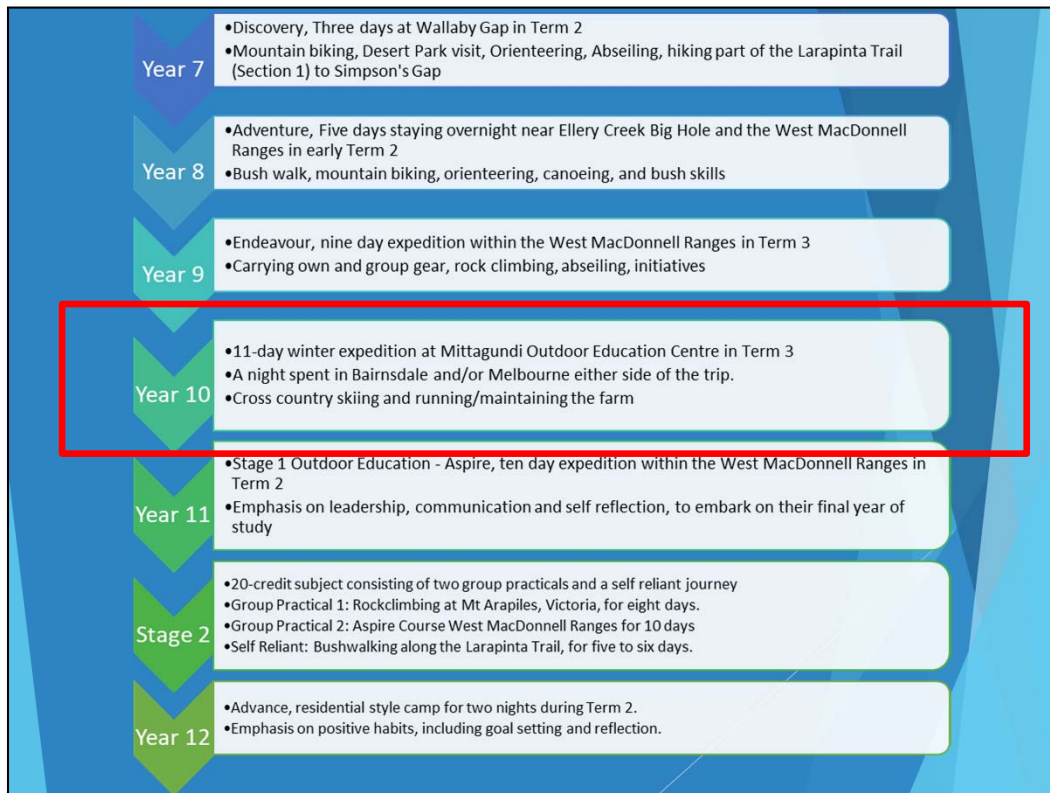 Year 7
•Discovery, Three days at Wallaby Gap in Term 2
•Mountain biking, Desert Park visit, Orienteering, Abseiling, hiking part of the Larapinta Trail
(Section 1) to Simpson's Gap
Year 8
•Adventure, Five days staying overnight near Ellery Creek Big Hole and the West MacDonnell
Ranges in early Term 2
•Bush walk, mountain biking, orienteering, canoeing, and bush skills
Year 9
•Endeavour, nine day expedition within the West MacDonnell Ranges in Term 3
•Carrying own and group gear, rock climbing, abseiling, initiatives
Year 10
•11-day winter expedition at Mittagundi Outdoor Education Centre in Term 3
•A night spent in Bairnsdale and/or Melbourne either side of the trip.
•Cross country skiing and running/maintaining the farm
Year 11
•Stage 1 Outdoor Education - Aspire, ten day expedition within the West MacDonnell Ranges in
Term 2
•Emphasis on leadership, communication and self reflection, to embark on their final year of
study
Stage 2
•20-credit subject consisting of two group practicals and a self reliant journey
•Group Practical 1: Rockclimbing at Mt Arapiles, Victoria, for eight days.
•Group Practical 2: Aspire Course West MacDonnell Ranges for 10 days
•Self Reliant: Bushwalking along the Larapinta Trail, for five to six days.
Year 12
•Advance, residential style camp for two nights during Term 2.
•Emphasis on positive habits, including goal setting and reflection.